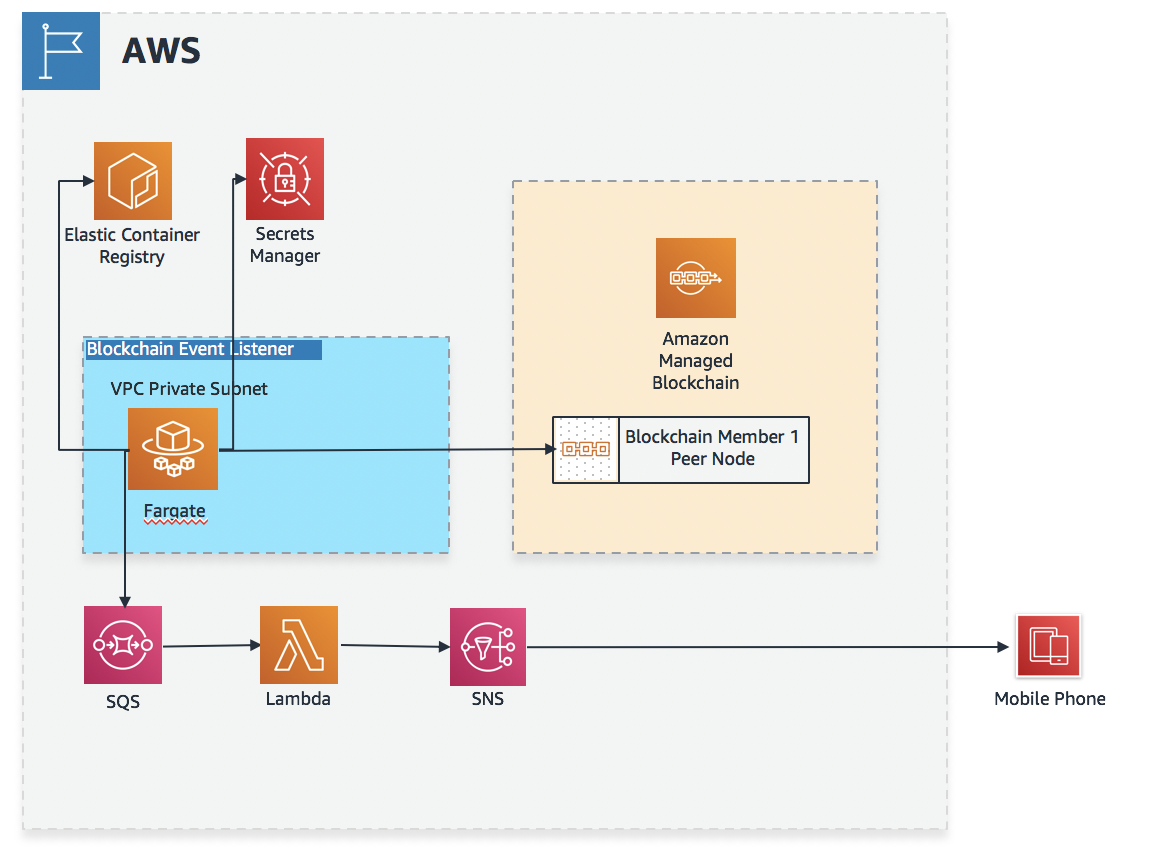 AWS
Elastic Container
Registry
Secrets
Manager
Blockchain Event Listener
VPC Private Subnet
Fargate
Amazon
Managed
Blockchain
Blockchain Member 1
Peer Node
SQS
Lambda
SNS
Mobile Phone